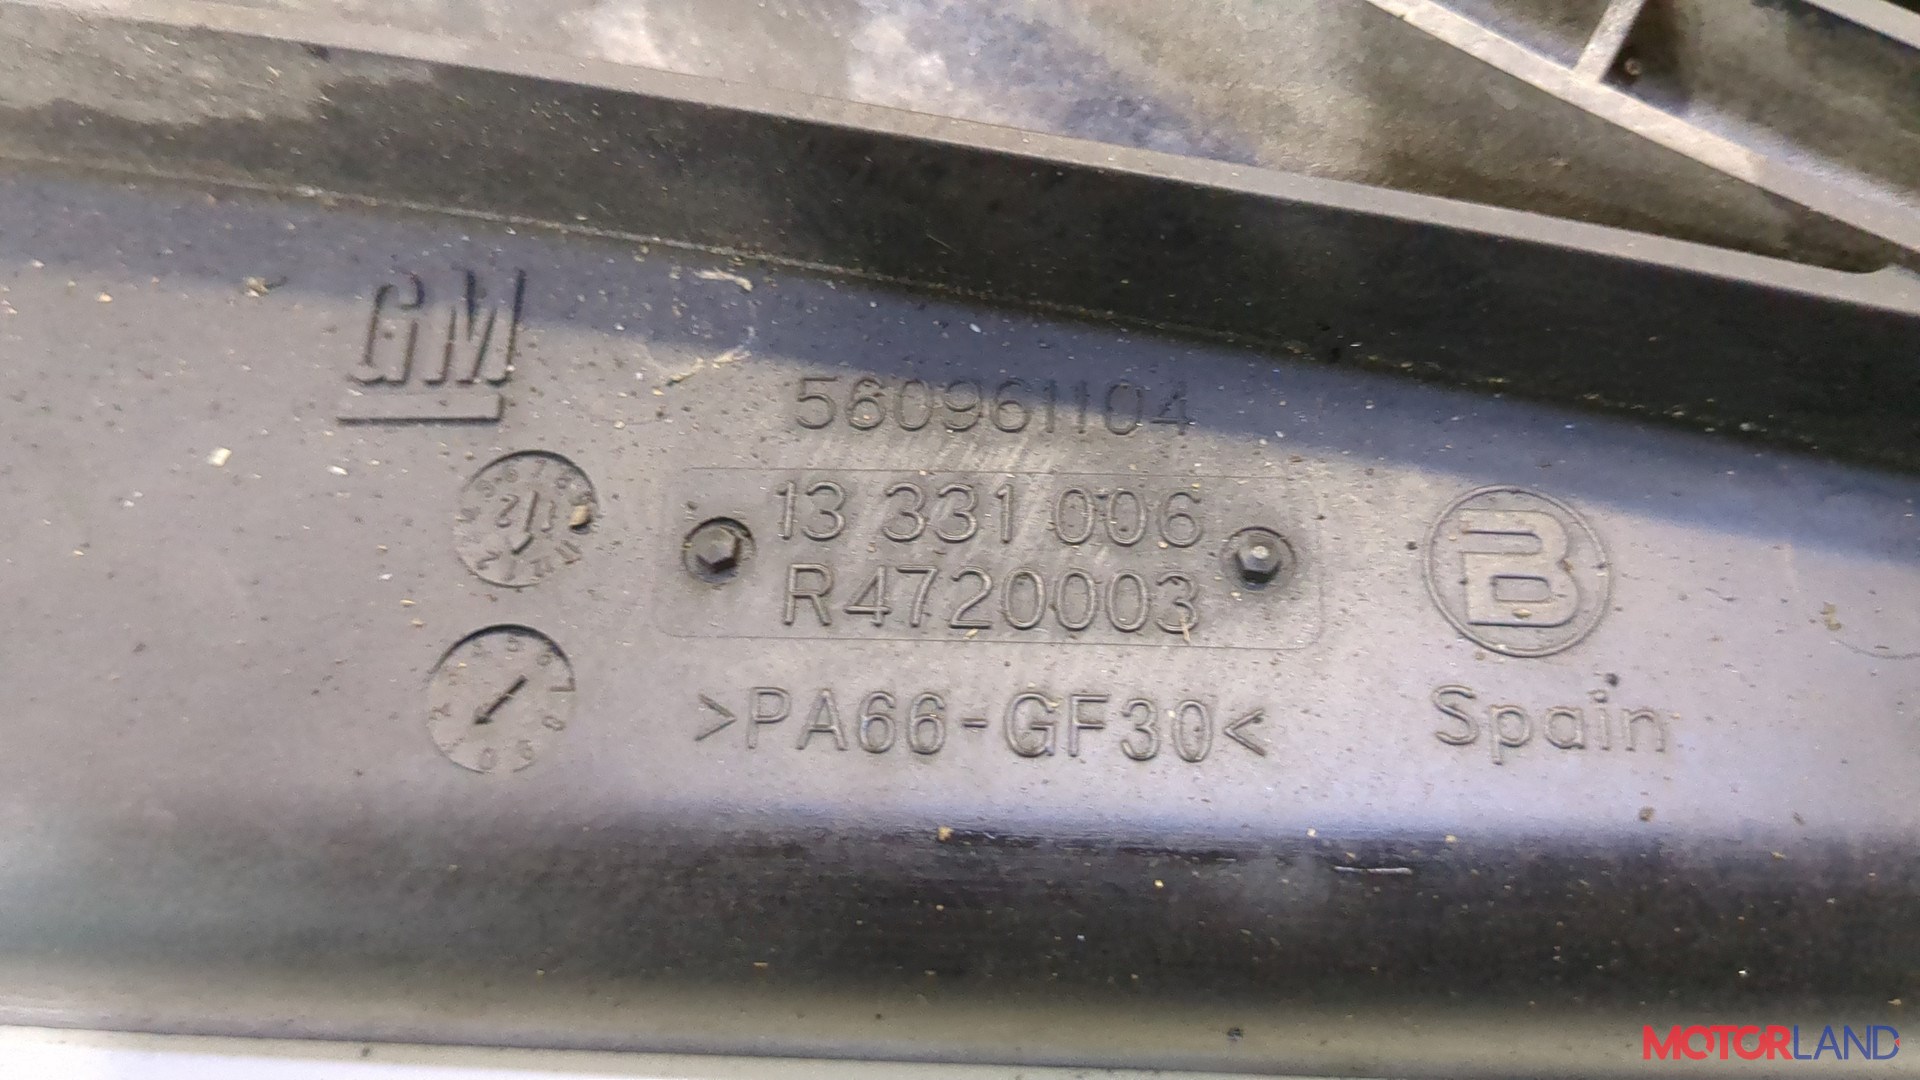 GM
560961104
13 331 006
R4720003
>PA66-GF30<
B
Spain
MOTORLAND